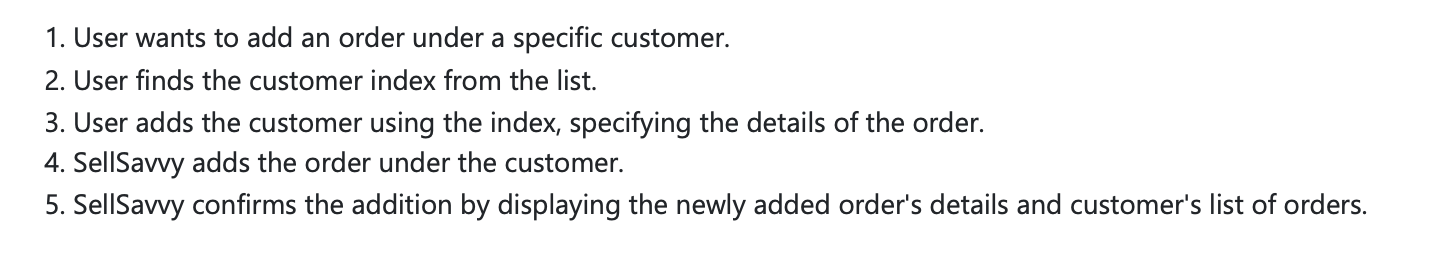 1. User wants to add an order under a specific customer.
2. User finds the customer index from the list.
3. User adds the customer using the index, specifying the details of the order.
4. SellSavvy adds the order under the customer.
5. SellSavvy confirms the addition by displaying the newly added order's details and customer's list of orders.